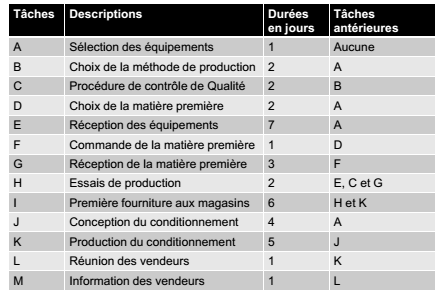 Tâches Descriptions Durées en jours Tâches antérieures
A Sélection des équipements 1 Aucune
B Choix de la méthode de production 2 A
C Procédure de contrôle de Qualité 2 B
D Choix de la matière première 2 A
E Réception des équipements 7 A
F Commande de la matière première 1 D
G Réception de la matière première 3 F
H Essais de production 2 E, C et G
I Première fourniture aux magasins 6 H et K
J Conception du conditionnement 4 A
K Production du conditionnement 5 J
L Réunion des vendeurs 1 K
M Information des vendeurs 1 L